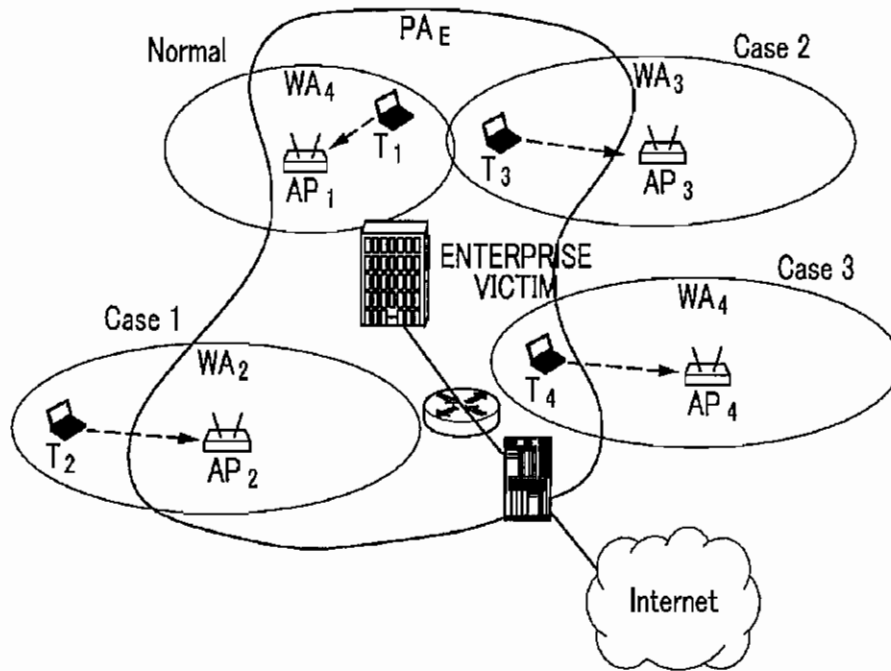 PA E
Normal
Case 2
WA 4
WA 3
T 1
AP 1
T 3
AP 3
ENTERPRISE
VICTIM
Case 3
WA 4
Case 1
WA 2
T 4
AP 4
T 2
AP 2
Internet